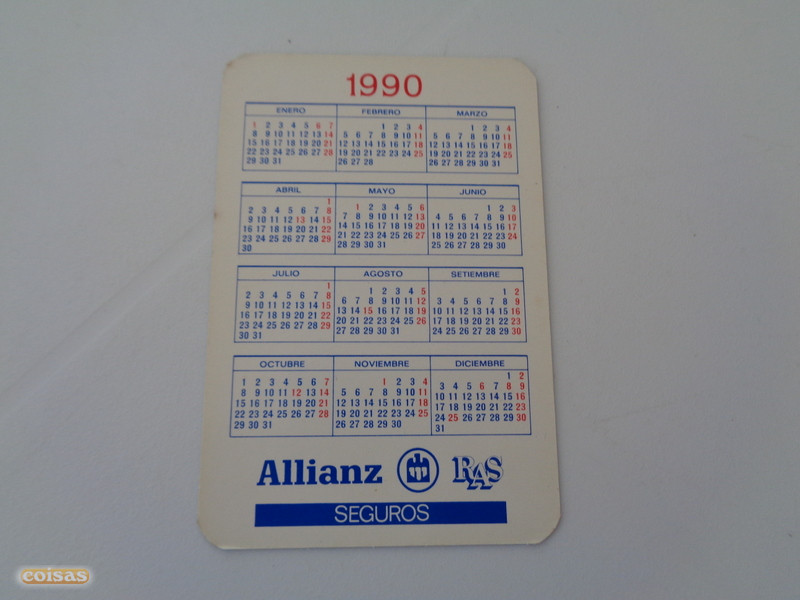 1990
ENERO FEBRERO MARZO
1 2 3 4 5 6 7 1 2 3 4 1 2 3 4
8 9 10 11 12 13 14 5 6 7 8 9 10 11 5 6 7 8 9 10 11
15 16 17 18 19 20 21 12 13 14 15 16 17 18 12 13 14 15 16 17 18
22 23 24 25 26 27 28 19 20 21 22 23 24 25 19 20 21 22 23 24 25
29 30 31 26 27 28 26 27 28 29 30 31
ABRIL MAYO JUNIO
1 1 2 3 4 5 6 1 2 3
2 3 4 5 6 7 8 7 8 9 10 11 12 13 4 5 6 7 8 9 10
9 10 11 12 13 14 15 14 15 16 17 18 19 20 11 12 13 14 15 16 17
16 17 18 19 20 21 22 21 22 23 24 25 26 27 18 19 20 21 22 23 24
23 24 25 26 27 28 29 28 29 30 31 25 26 27 28 29 30
30
JULIO AGOSTO SETIEMBRE
1 1 2 3 4 5 1 2
2 3 4 5 6 7 8 6 7 8 9 10 11 12 3 4 5 6 7 8 9
9 10 11 12 13 14 15 13 14 15 16 17 18 19 10 11 12 13 14 15 16
16 17 18 19 20 21 22 20 21 22 23 24 25 26 17 18 19 20 21 22 23
23 24 25 26 27 28 29 27 28 29 30 31 24 25 26 27 28 29 30
30 31
OCTUBRE NOVIEMBRE DICIEMBRE
1 2 3 4 5 6 7 1 2 3 4 1 2
8 9 10 11 12 13 14 5 6 7 8 9 10 11 3 4 5 6 7 8 9
15 16 17 18 19 20 21 12 13 14 15 16 17 18 10 11 12 13 14 15 16
22 23 24 25 26 27 28 19 20 21 22 23 24 25 17 18 19 20 21 22 23
29 30 31 26 27 28 29 30 24 25 26 27 28 29 30
31
Allianz RAS
SEGUROS
coisas